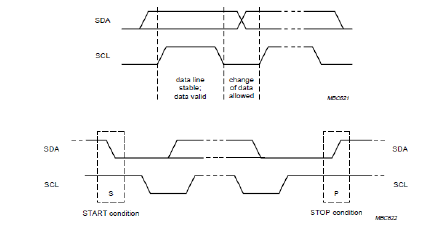 SDA
SCL
data line
stable;
data valid
change
of data
allowed
MBC621
SDA
SDA
SCL
SCL
S
P
START condition
STOP condition
MBC622